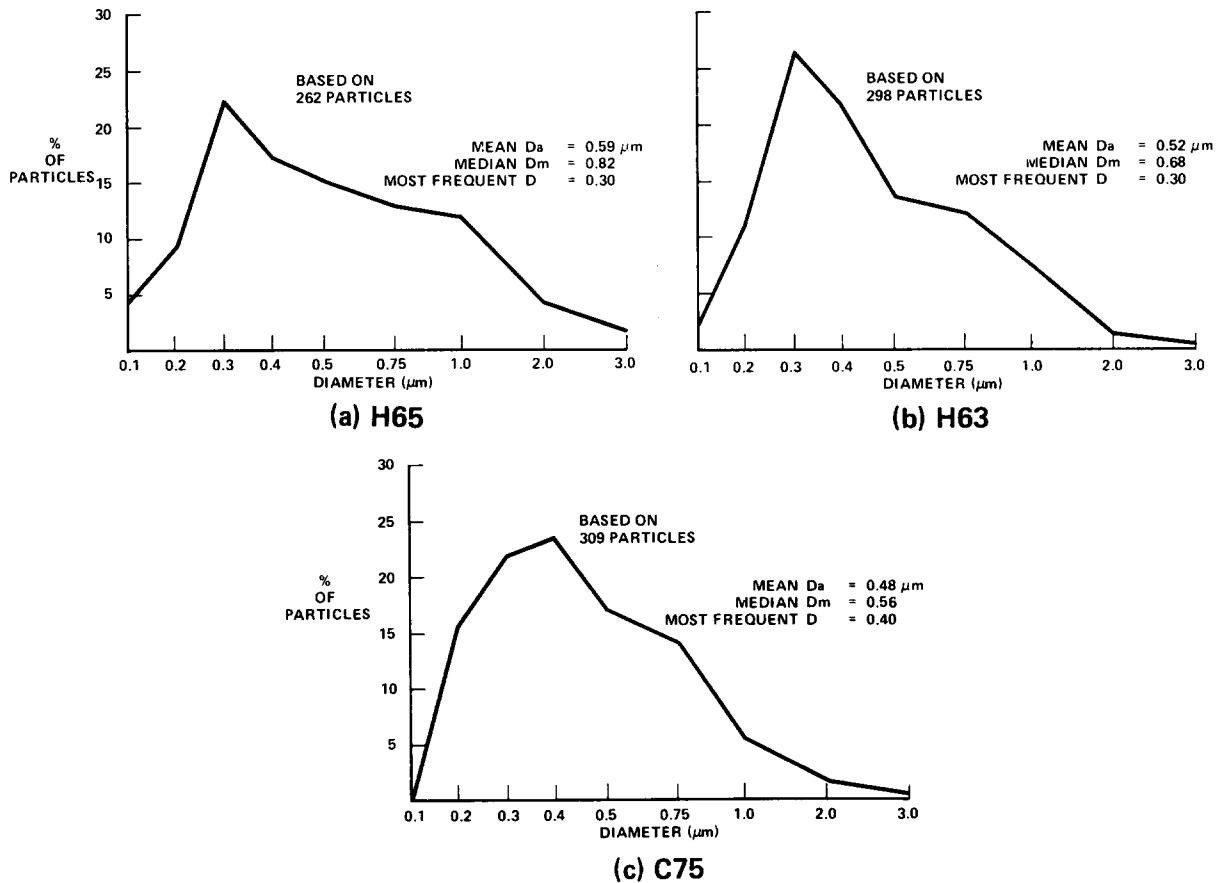 30
25
20
15
10
5
%
OF
PARTICLES
BASED ON
262 PARTICLES
MEAN Da = 0.59 μm
MEDIAN Dm = 0.82
MOST FREQUENT D = 0.30
0.1 0.2 0.3 0.4 0.5 0.75 1.0 2.0 3.0
DIAMETER (μm)
(a) H65
BASED ON
298 PARTICLES
MEAN Da = 0.52 μm
MEDIAN Dm = 0.68
MOST FREQUENT D = 0.30
0.1 0.2 0.3 0.4 0.5 0.75 1.0 2.0 3.0
DIAMETER (μm)
(b) H63
30
25
20
15
10
5
%
OF
PARTICLES
BASED ON
309 PARTICLES
MEAN Da = 0.48 μm
MEDIAN Dm = 0.56
MOST FREQUENT D = 0.40
0.1 0.2 0.3 0.4 0.5 0.75 1.0 2.0 3.0
DIAMETER (μm)
(c) C75